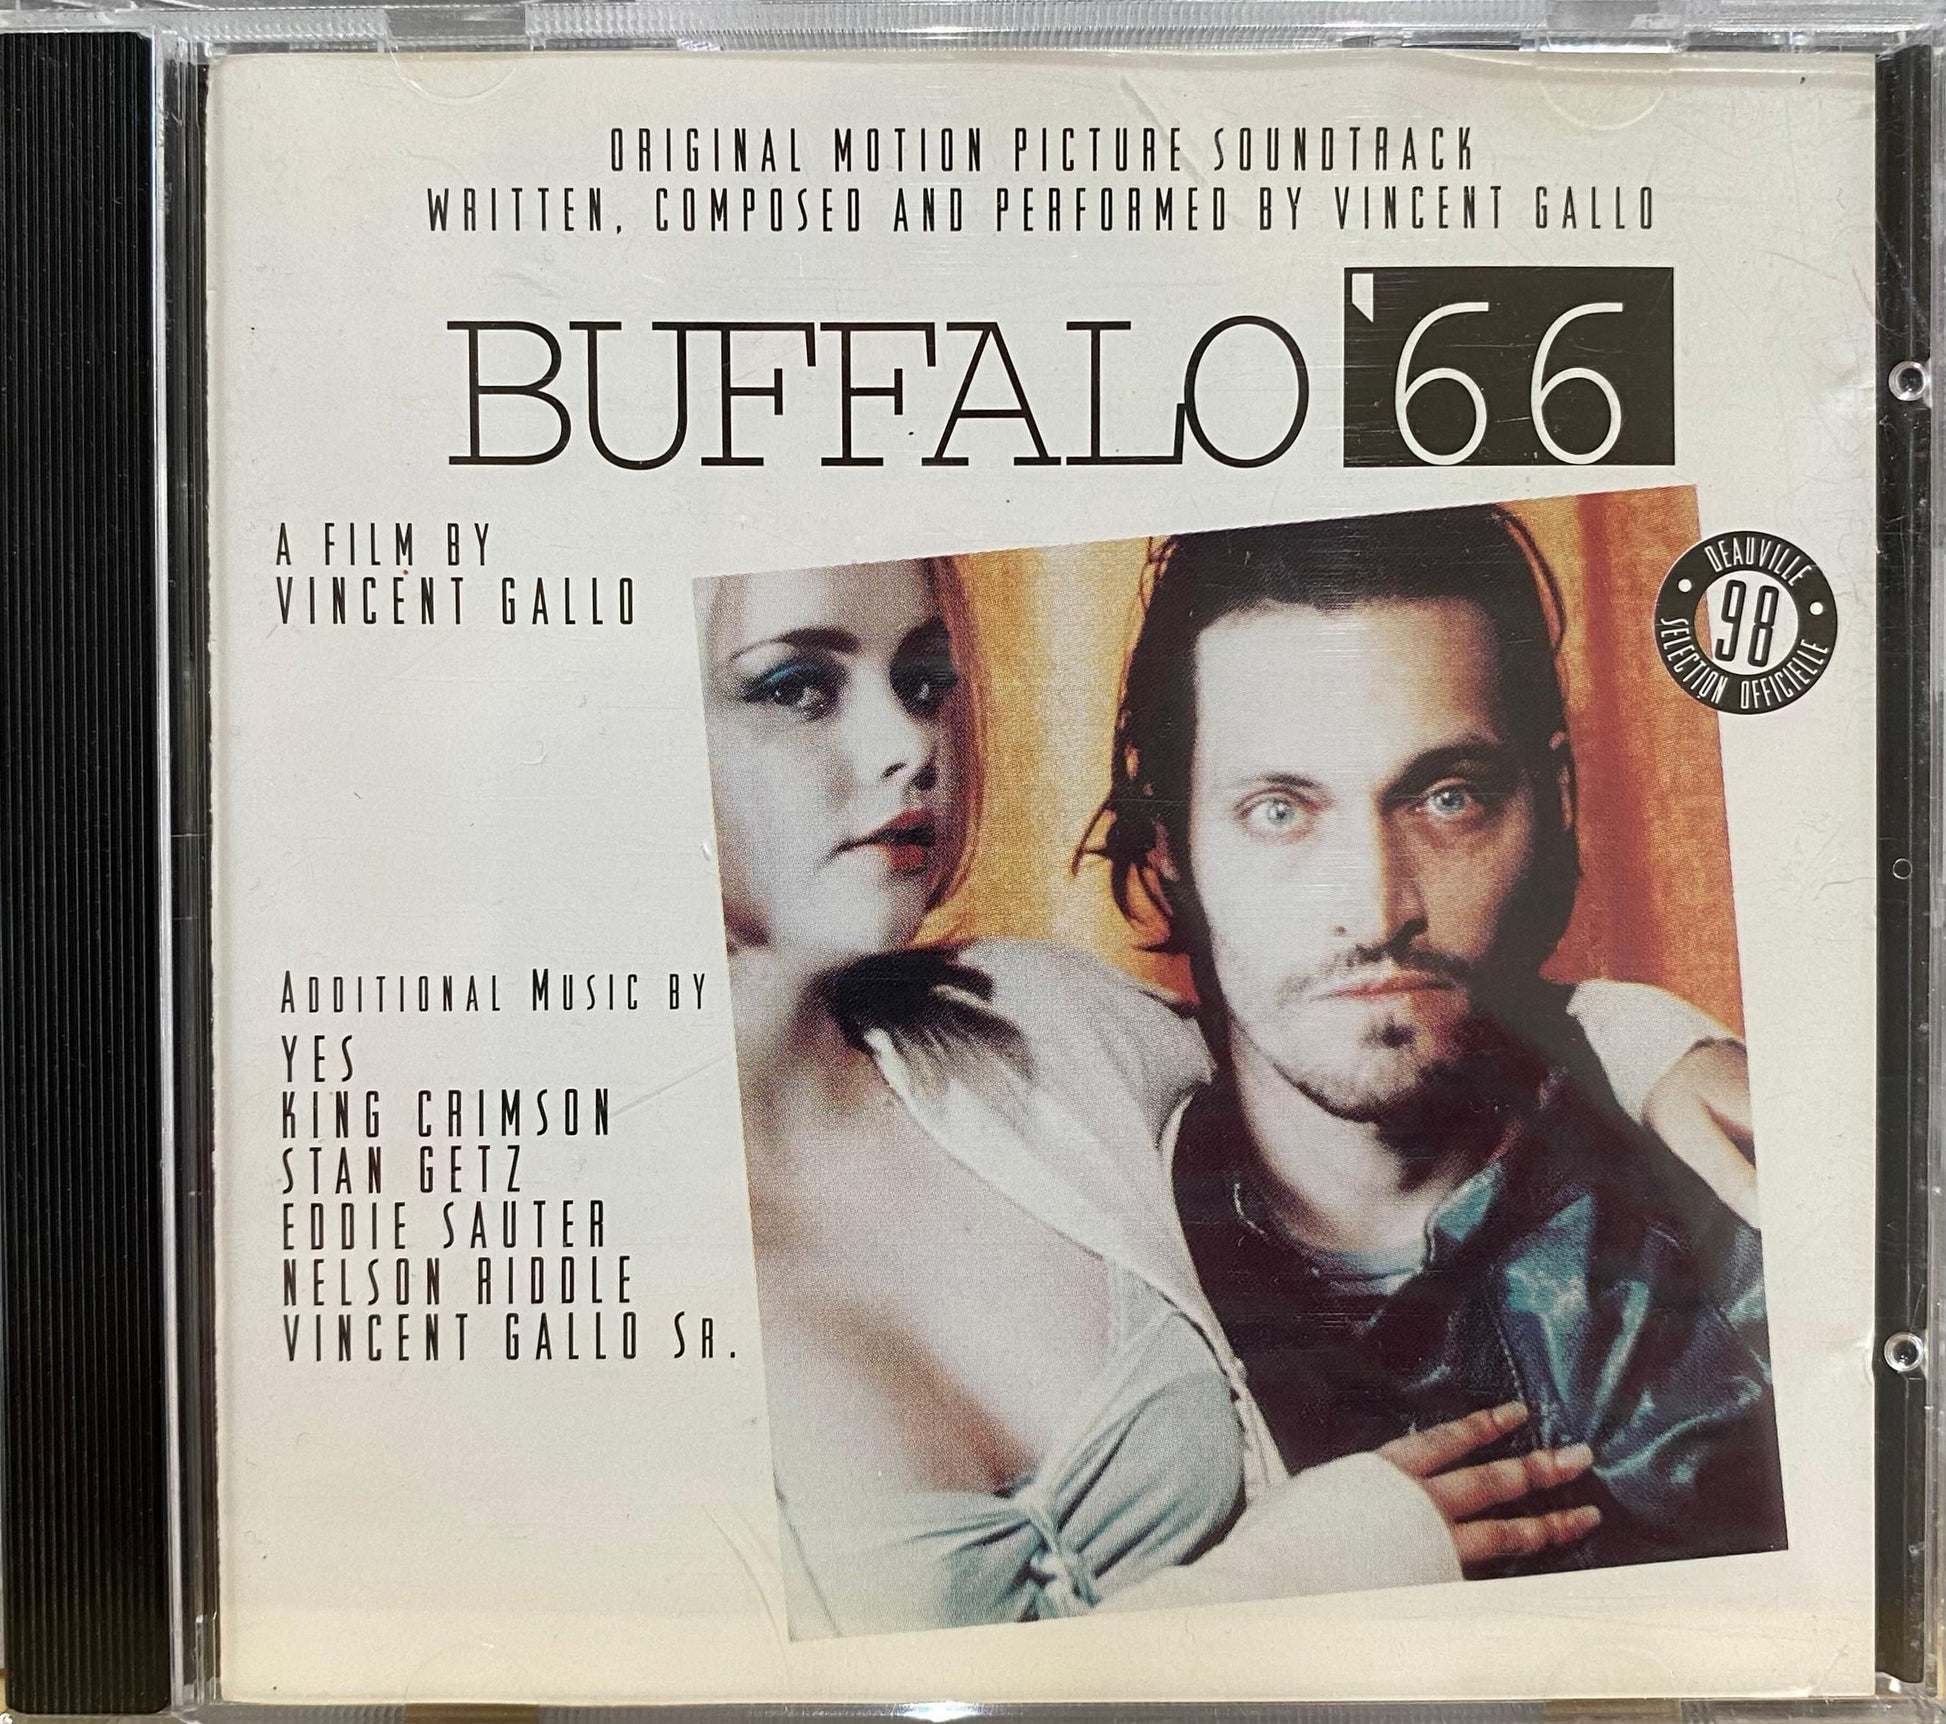 ORIGINAL MOTION PICTURE SOUNDTRACK
WRITTEN, COMPOSED AND PERFORMED BY VINCENT GALLO
BUFFALO '66
A FILM BY
VINCENT GALLO
DEAUVILLE
98
SELECTION OFFICIELLE
ADDITIONAL MUSIC BY
YES
KING CRIMSON
STAN GETZ
EDDIE SAUTER
NELSON RIDDLE
VINCENT GALLO SR.